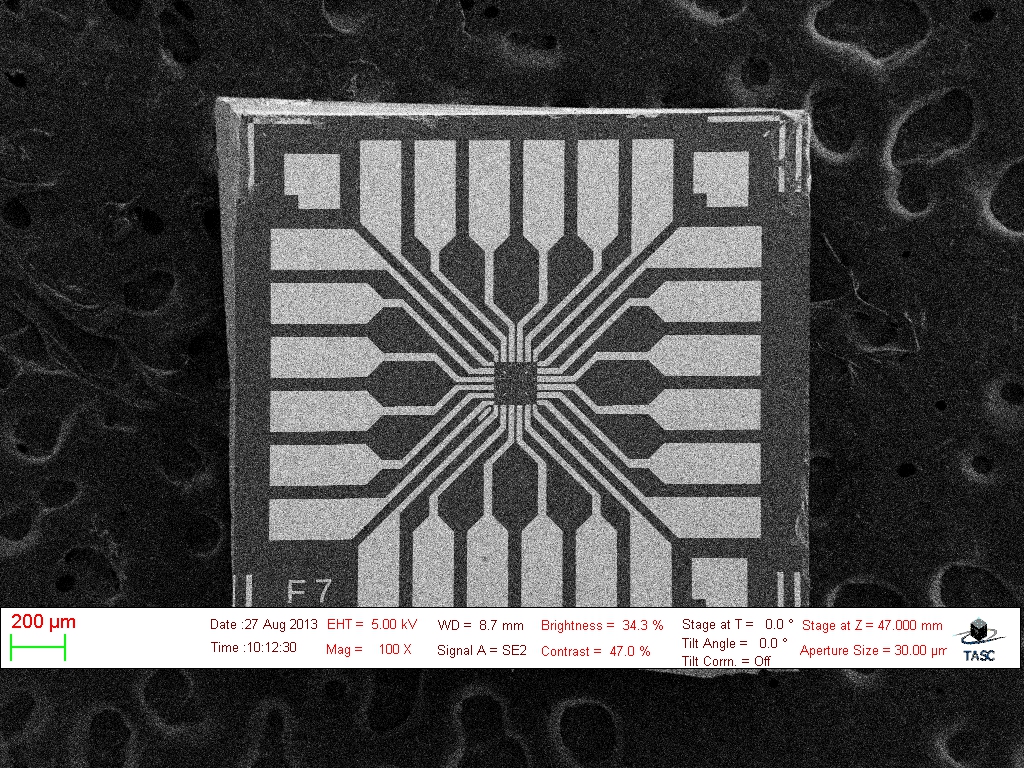 F7
200 µm
Date :27 Aug 2013 EHT = 5.00 kV WD = 8.7 mm Brightness = 34.3 % Stage at T = 0.0 ° Stage at Z = 47.000 mm
Time :10:12:30 Mag = 100 X Signal A = SE2 Contrast = 47.0 % Tilt Angle = 0.0 ° Aperture Size = 30.00 µm
Tilt Corrn. = Off
TASC